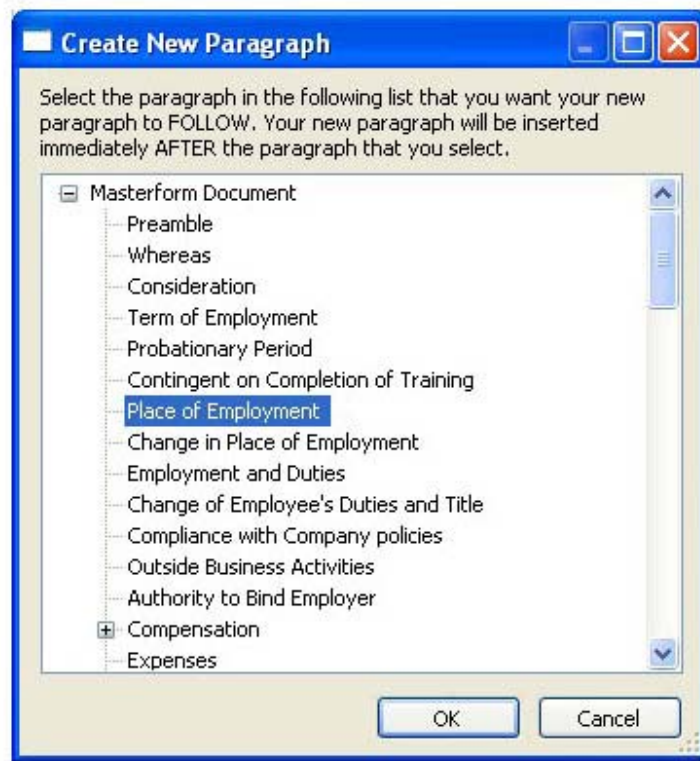 Create New Paragraph
Select the paragraph in the following list that you want your new
paragraph to FOLLOW. Your new paragraph will be inserted
immediately AFTER the paragraph that you select.
Masterform Document
Preamble
Whereas
Consideration
Term of Employment
Probationary Period
Contingent on Completion of Training
Place of Employment
Change in Place of Employment
Employment and Duties
Change of Employee's Duties and Title
Compliance with Company policies
Outside Business Activities
Authority to Bind Employer
Compensation
Expenses
OK Cancel